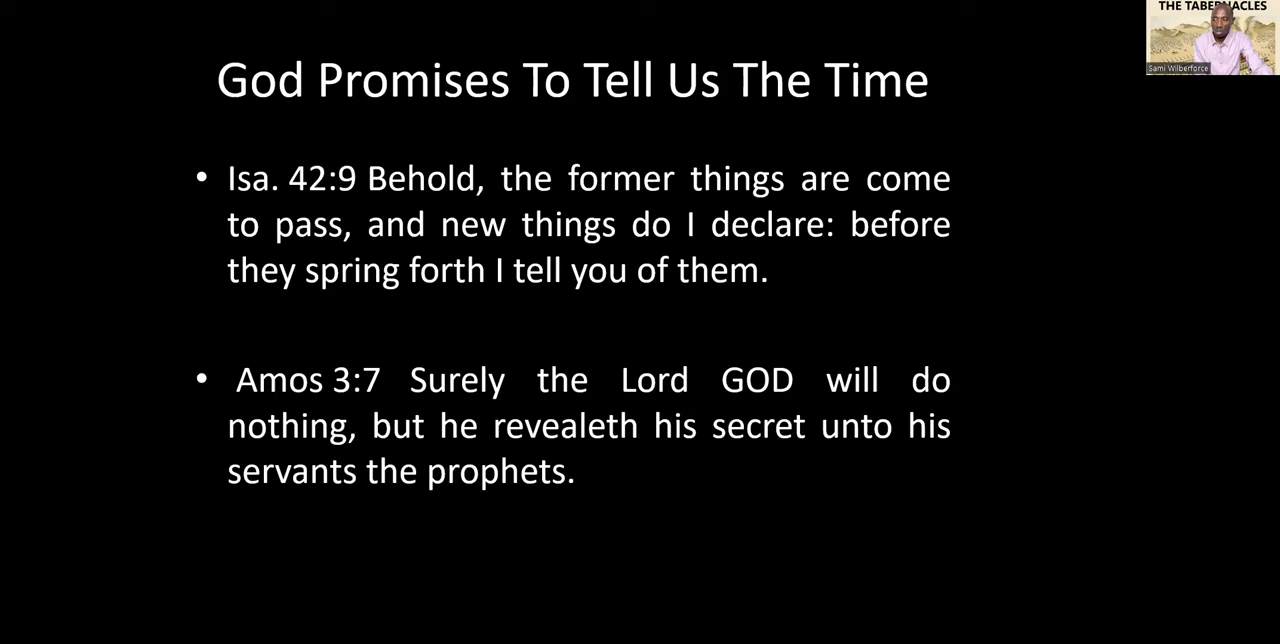 THE TABERNACLES
Sami Wilberforce
God Promises To Tell Us The Time
• Isa. 42:9 Behold, the former things are come
to pass, and new things do I declare: before
they spring forth I tell you of them.
• Amos 3:7 Surely the Lord GOD will do
nothing, but he revealeth his secret unto his
servants the prophets.